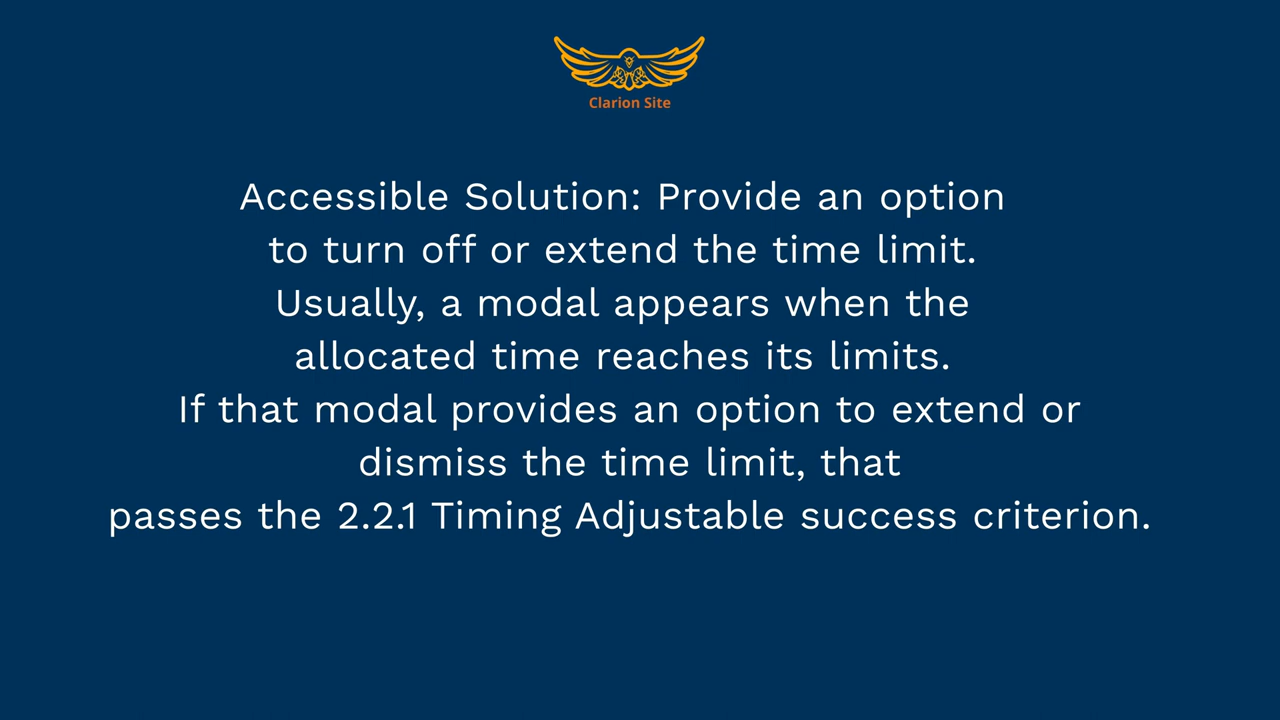 Clarion Site
Accessible Solution: Provide an option
to turn off or extend the time limit.
Usually, a modal appears when the
allocated time reaches its limits.
If that modal provides an option to extend or
dismiss the time limit, that
passes the 2.2.1 Timing Adjustable success criterion.